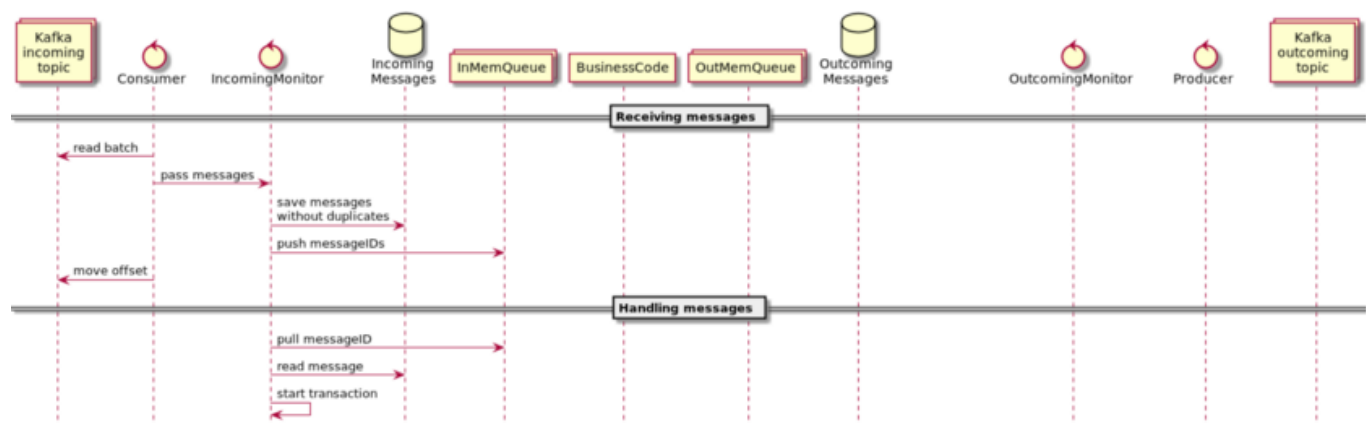 Kafka
incoming
topic
Consumer
IncomingMonitor
Incoming
Messages
InMemQueue
BusinessCode
OutMemQueue
Outcoming
Messages
OutcomingMonitor
Producer
Kafka
outcoming
topic
Receiving messages
read batch
pass messages
save messages
without duplicates
push messageIDs
move offset
Handling messages
pull messageID
read message
start transaction